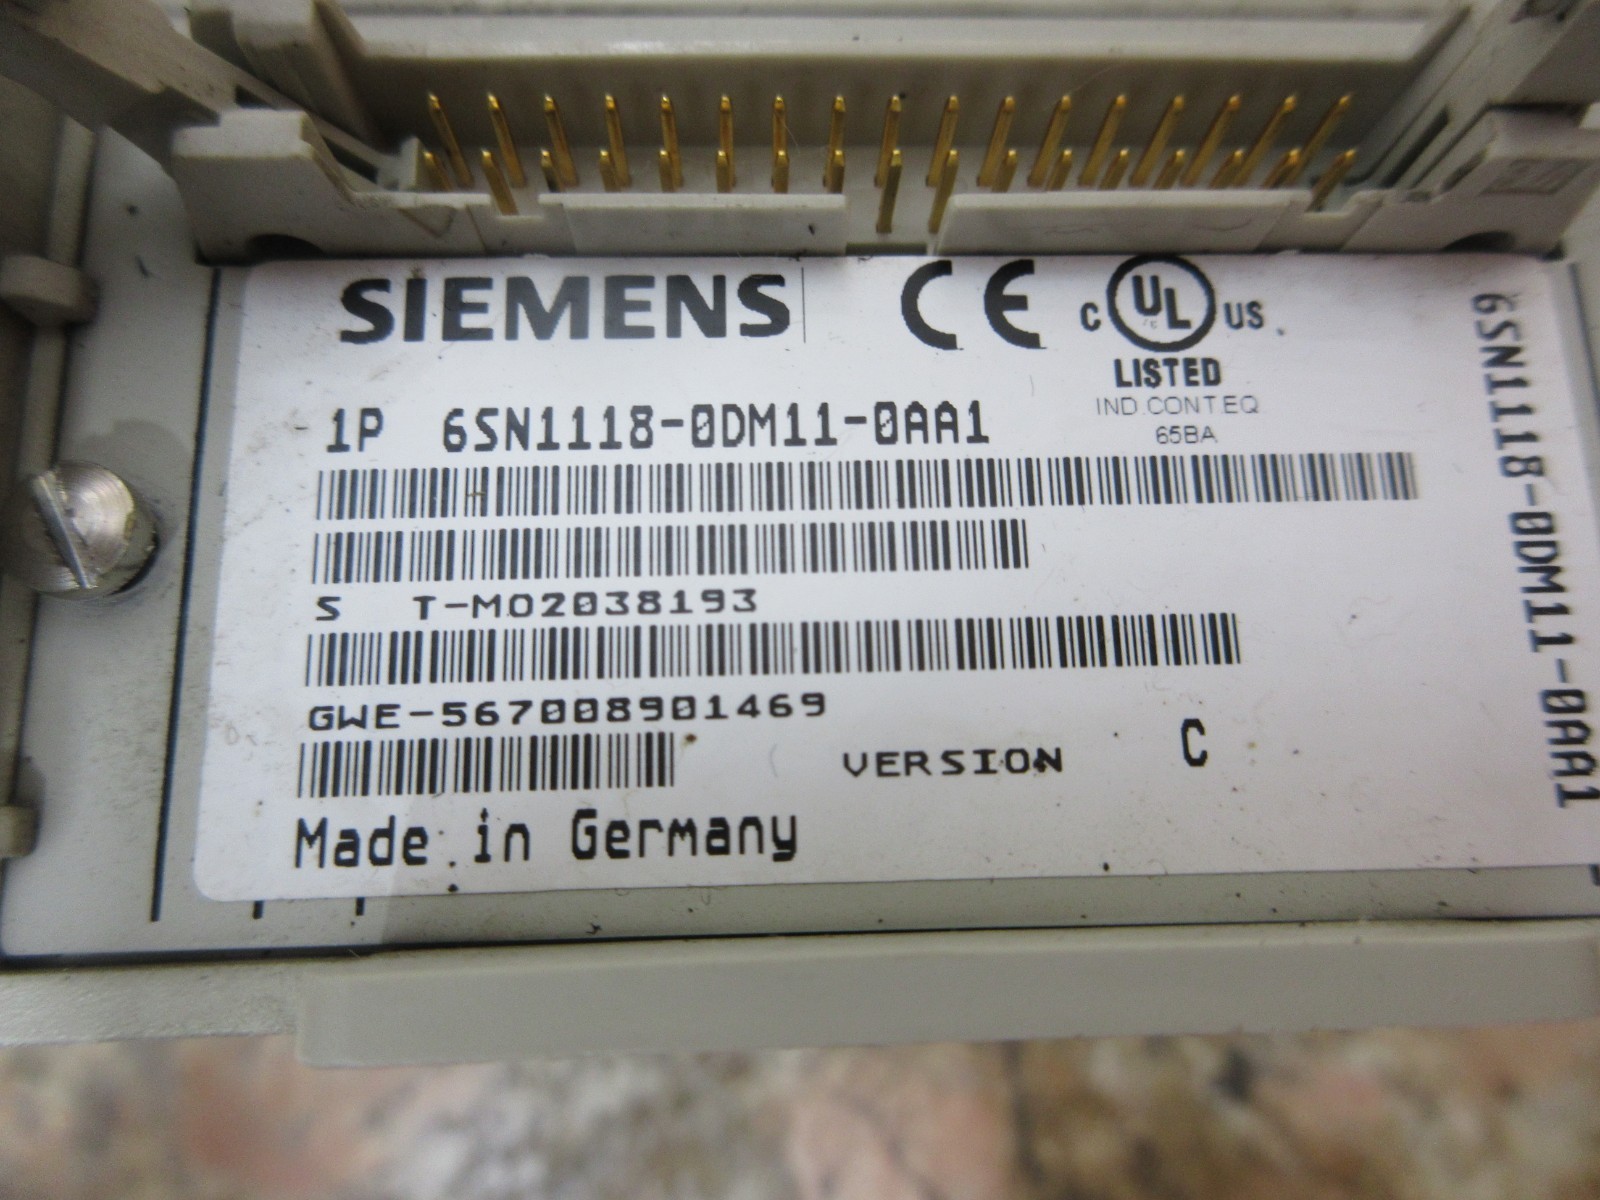 SIEMENS CE c UL US
LISTED
IND.CONT.EQ
65BA
1P 6SN1118-0DM11-0AA1
S T-MO2038193
GWE-567008901469
VERSION C
Made in Germany
6SN1118-0DM11-0AA1